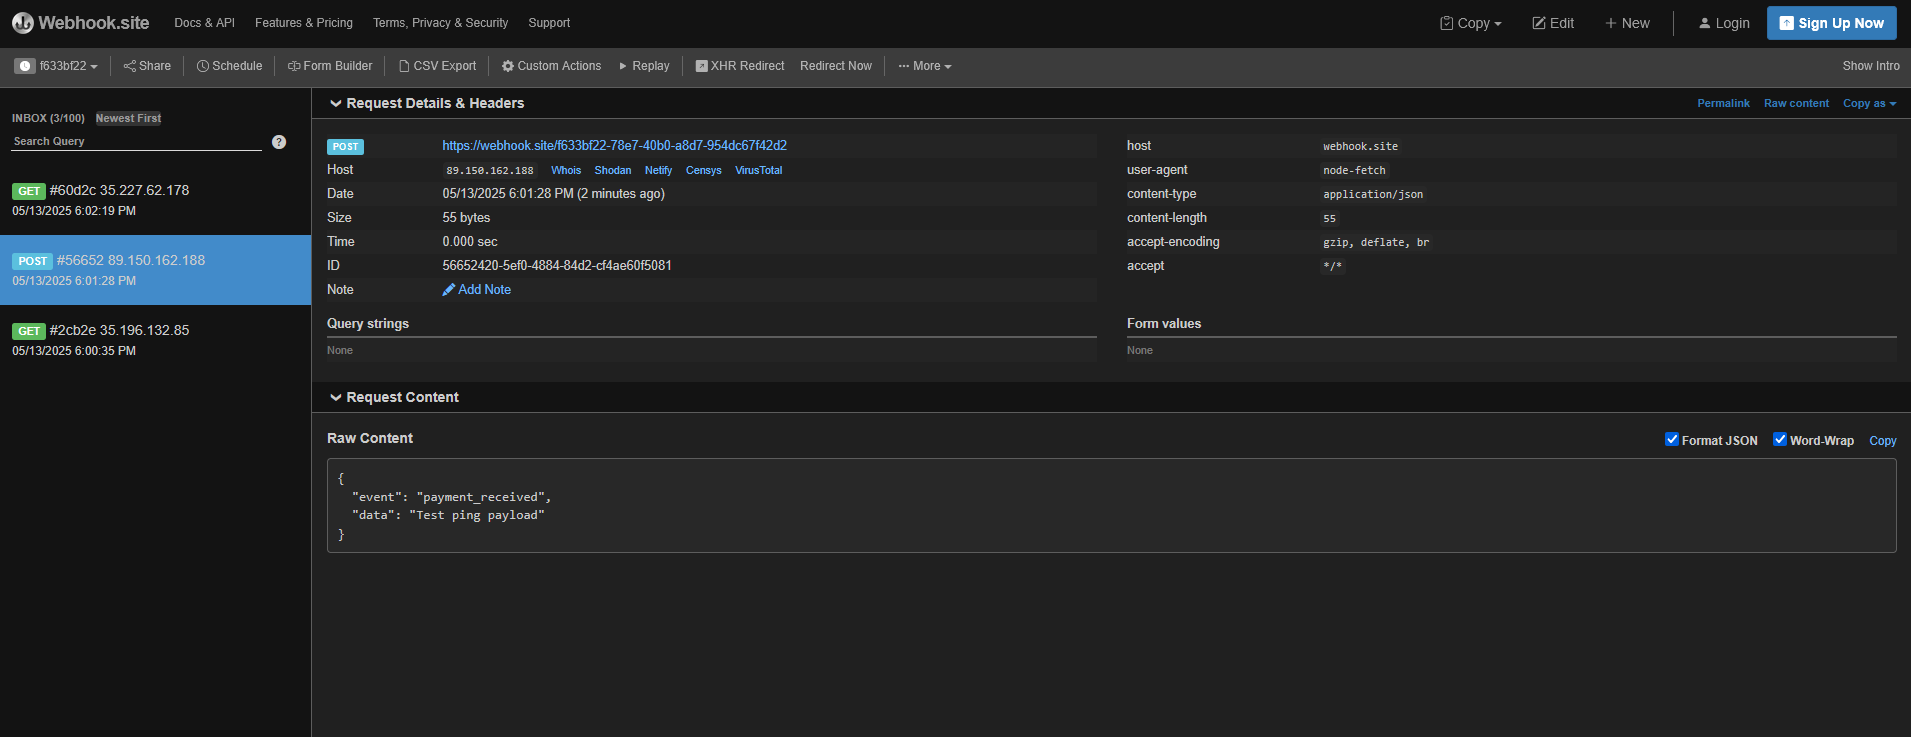 Webhook.site Docs & API Features & Pricing Terms, Privacy & Security Support Copy Edit New Login Sign Up Now
f633bf22 Share Schedule Form Builder CSV Export Custom Actions Replay XHR Redirect Redirect Now More Show Intro
INBOX (3/100) Newest First
Search Query ?
GET #60d2c 35.227.62.178
05/13/2025 6:02:19 PM
POST #56652 89.150.162.188
05/13/2025 6:01:28 PM
GET #2cb2e 35.196.132.85
05/13/2025 6:00:35 PM
Request Details & Headers Permalink Raw content Copy as
POST https://webhook.site/f633bf22-78e7-40b0-a8d7-954dc67f42d2
Host 89.150.162.188 Whois Shodan Netify Censys VirusTotal
Date 05/13/2025 6:01:28 PM (2 minutes ago)
Size 55 bytes
Time 0.000 sec
ID 56652420-5ef0-4884-84d2-cf4ae60f5081
Note Add Note
host webhook.site
user-agent node-fetch
content-type application/json
content-length 55
accept-encoding gzip, deflate, br
accept */*
Query strings
None
Form values
None
Request Content
Raw Content Format JSON Word-Wrap Copy
{
"event": "payment_received",
"data": "Test ping payload"
}